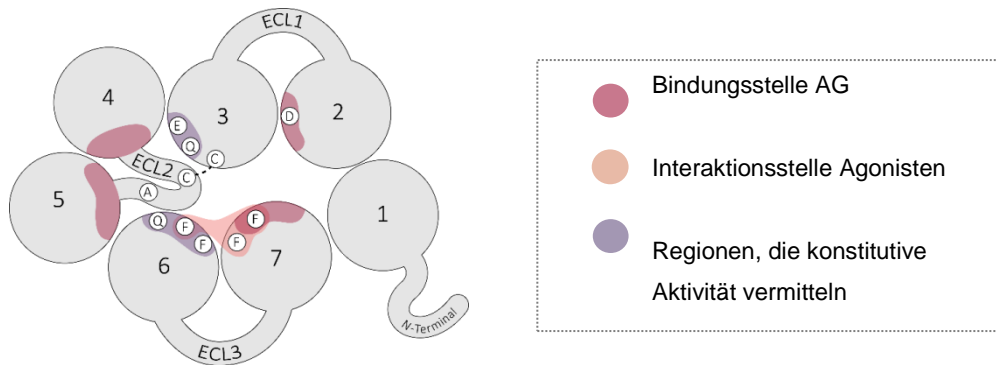 ECL1
4
3
2
E
Q
C
D
ECL2
C
A
5
1
Q
F
F
F
F
6
7
N-Terminal
ECL3
Bindungsstelle AG
Interaktionsstelle Agonisten
Regionen, die konstitutive
Aktivität vermitteln